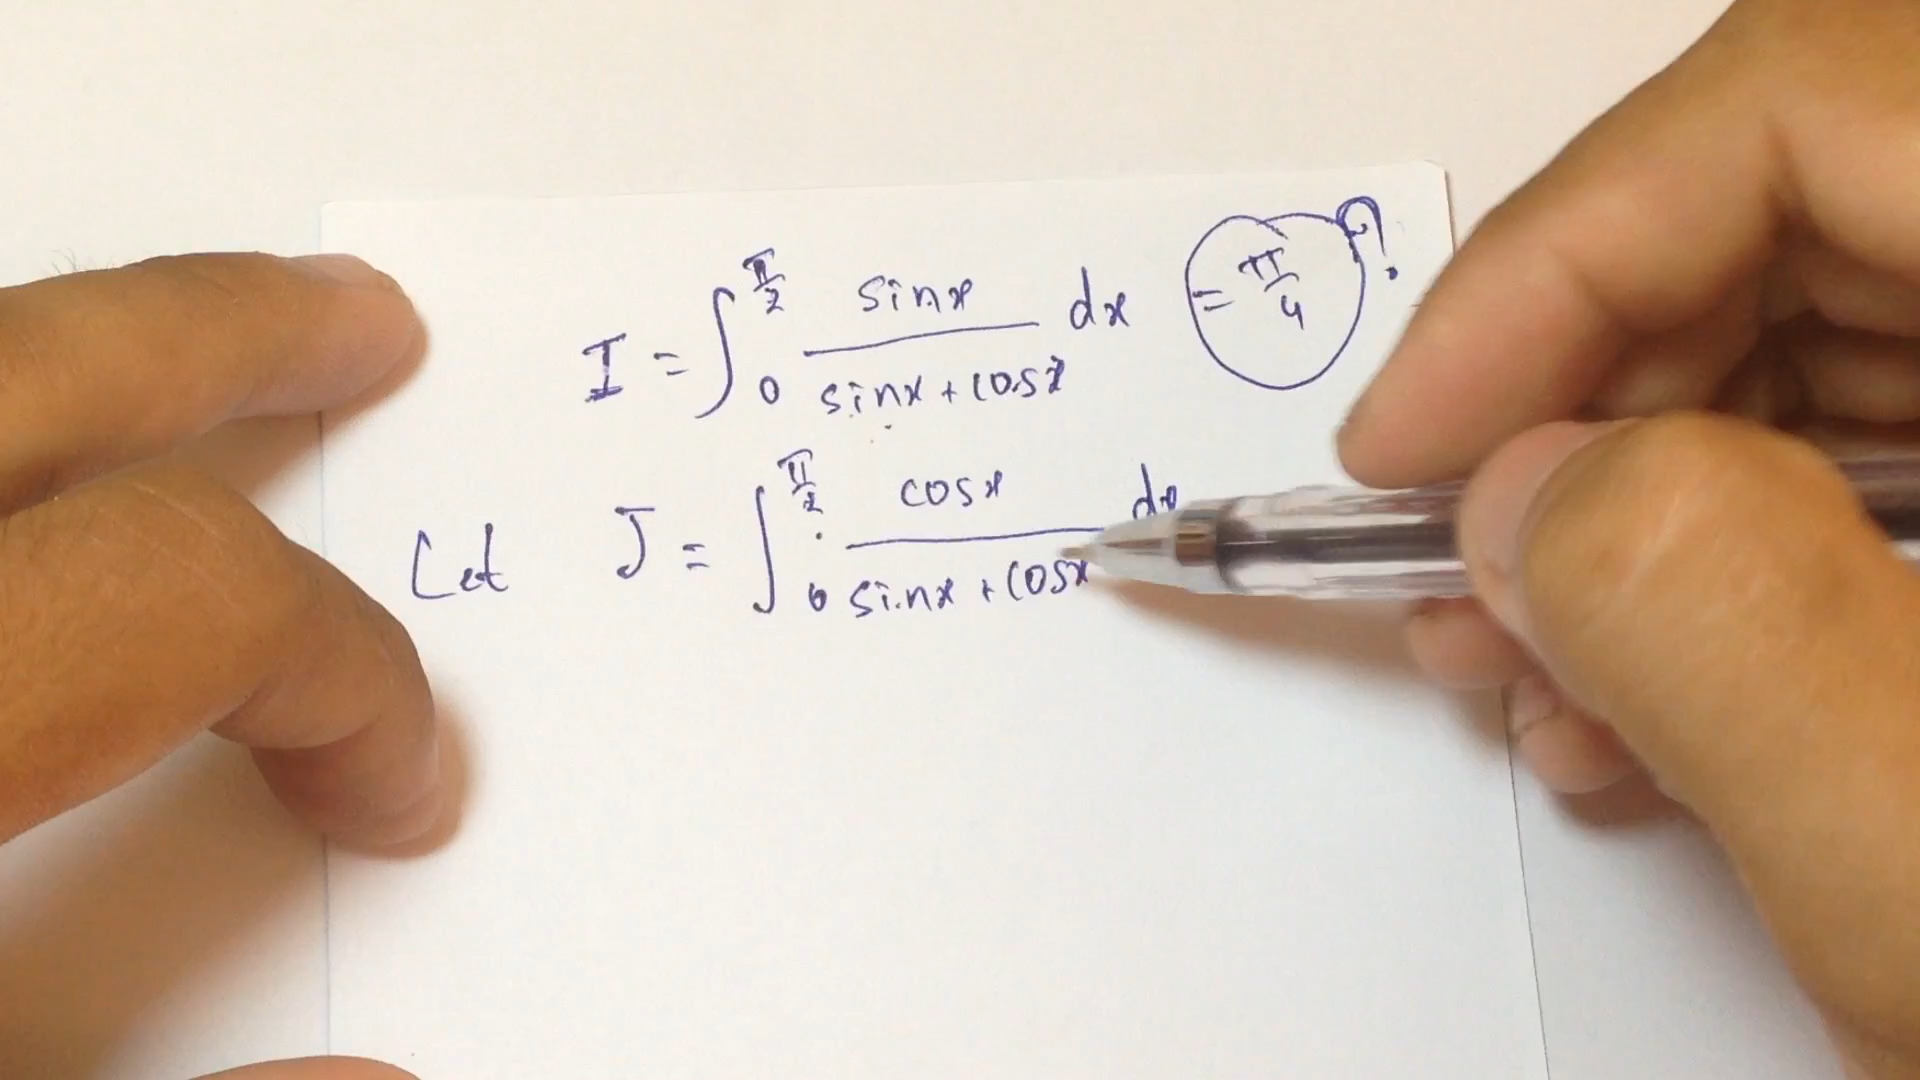 I = ∫₀^(π/2) sinx/(sinx + cosx) dx = π/4 ?
Let J = ∫₀^(π/2) cosx/(sinx + cosx) dx